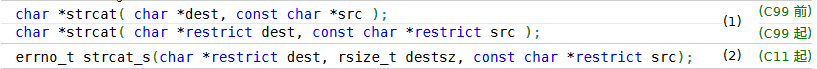 char *strcat( char *dest, const char *src ); (C99 前)
(1)
char *strcat( char *restrict dest, const char *restrict src ); (C99 起)
errno_t strcat_s(char *restrict dest, rsize_t destsz, const char *restrict src); (2) (C11 起)